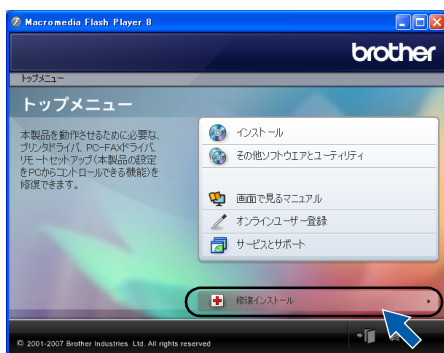 Macromedia Flash Player 8
brother
トップメニュー
トップメニュー
本製品を動作させるために必要な、
プリンタドライバ、PC-FAXドライバ、
リモートセットアップ(本製品の設定
をPCからコントロールできる機能)を
修復できます。
インストール
その他ソフトウエアとユーティリティ
画面で見るマニュアル
オンラインユーザー登録
サービスとサポート
修復インストール
© 2001-2007 Brother Industries Ltd. All rights reserved